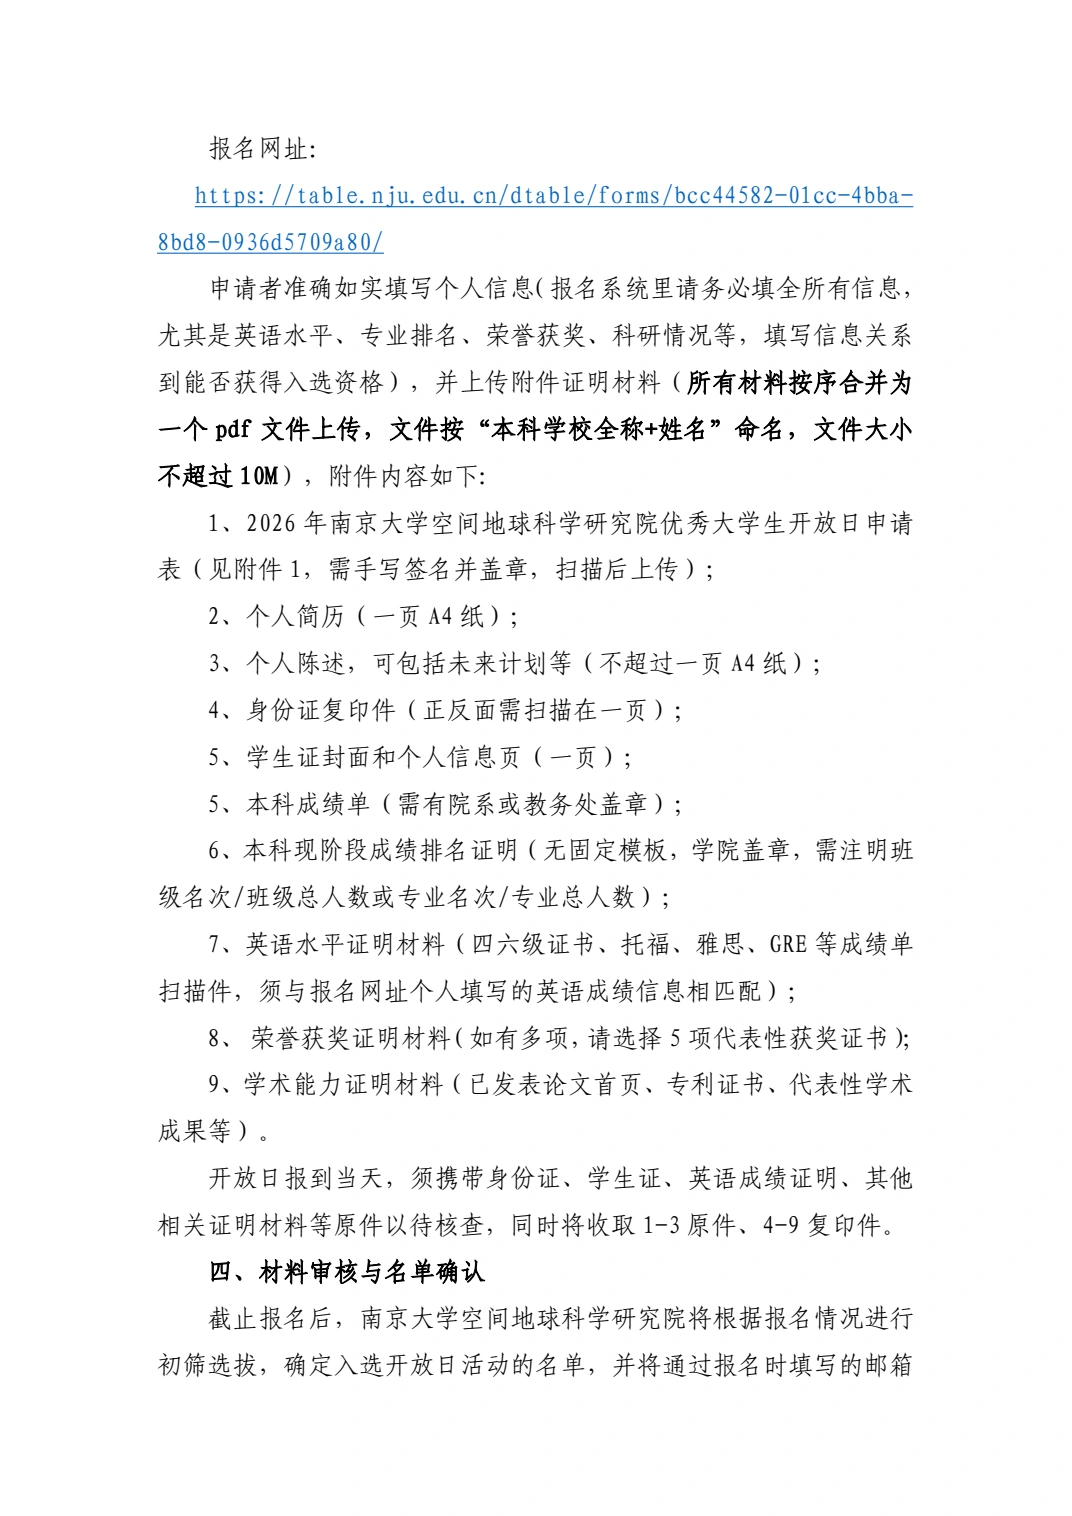 报名网址：
https://table.nju.edu.cn/dtable/forms/bcc44582-01cc-4bba-
8bd8-0936d5709a80/
申请者准确如实填写个人信息（报名系统里请务必填全所有信息，
尤其是英语水平、专业排名、荣誉获奖、科研情况等，填写信息关系
到能否获得入选资格），并上传附件证明材料（所有材料按序合并为
一个 pdf 文件上传，文件按“本科学校全称+姓名”命名，文件大小
不超过 10M），附件内容如下：
1、2026 年南京大学空间地球科学研究院优秀大学生开放日申请
表（见附件 1，需手写签名并盖章，扫描后上传）；
2、个人简历（一页 A4 纸）；
3、个人陈述，可包括未来计划等（不超过一页 A4 纸）；
4、身份证复印件（正反面需扫描在一页）；
5、学生证封面和个人信息页（一页）；
5、本科成绩单（需有院系或教务处盖章）；
6、本科现阶段成绩排名证明（无固定模板，学院盖章，需注明班
级名次/班级总人数或专业名次/专业总人数）；
7、英语水平证明材料（四六级证书、托福、雅思、GRE 等成绩单
扫描件，须与报名网址个人填写的英语成绩信息相匹配）；
8、 荣誉获奖证明材料（如有多项，请选择 5 项代表性获奖证书）；
9、学术能力证明材料（已发表论文首页、专利证书、代表性学术
成果等）。
开放日报到当天，须携带身份证、学生证、英语成绩证明、其他
相关证明材料等原件以待核查，同时将收取 1-3 原件、4-9 复印件。
四、材料审核与名单确认
截止报名后，南京大学空间地球科学研究院将根据报名情况进行
初筛选拔，确定入选开放日活动的名单，并将通过报名时填写的邮箱